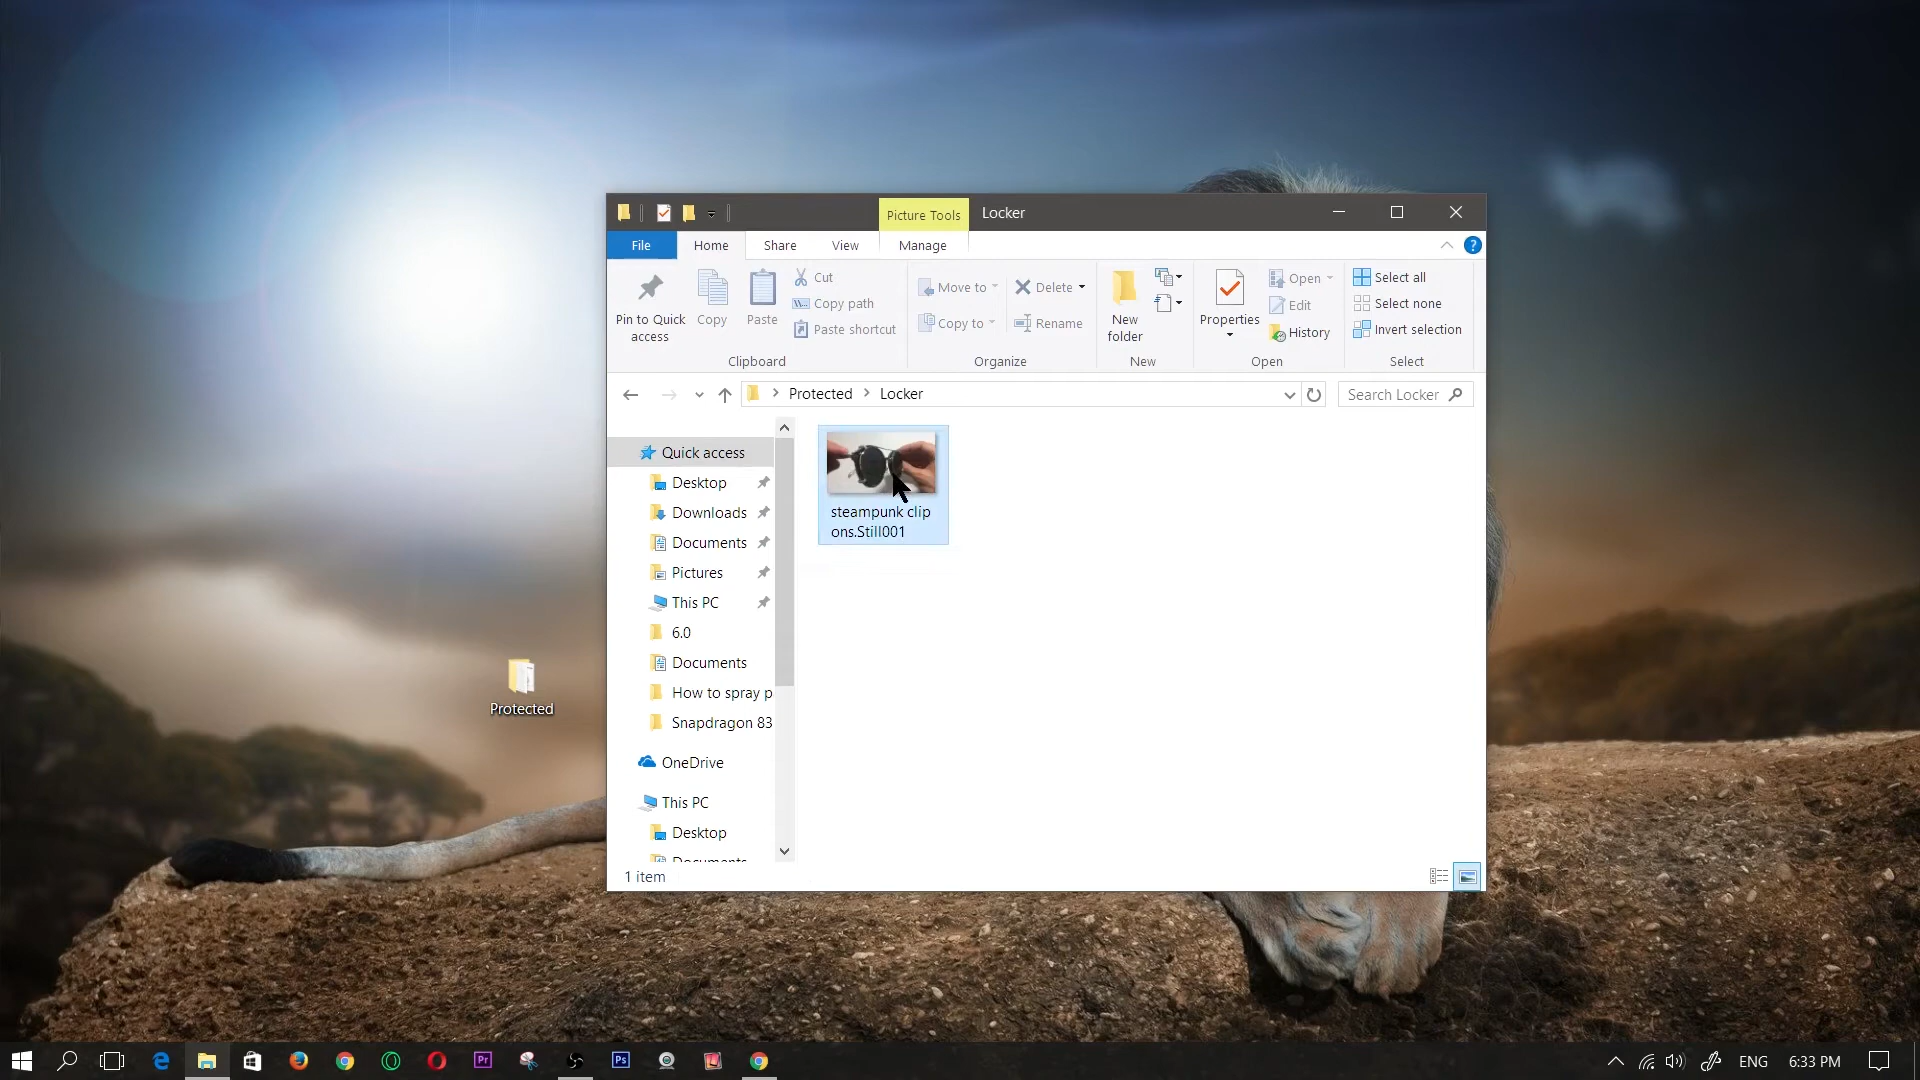 Picture Tools
Locker
File
Home
Share
View
Manage
?
Pin to Quick
access
Copy
Paste
Cut
Copy path
Paste shortcut
Clipboard
Move to
Copy to
Delete
Rename
Organize
New
folder
New
Properties
Open
Edit
History
Open
Select all
Select none
Invert selection
Select
Protected
Locker
Search Locker
Quick access
Desktop
Downloads
Documents
Pictures
This PC
6.0
Documents
How to spray p
Snapdragon 83
OneDrive
This PC
Desktop
Documents
steampunk clip
ons.Still001
1 item
Protected
Pr
Ps
ENG
6:33 PM